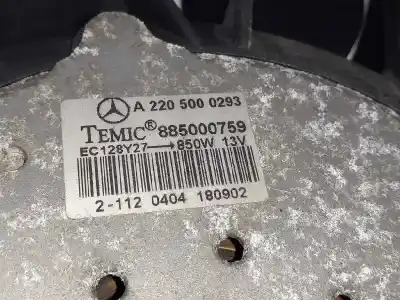 A 220 500 0293
TEMIC® 885000759
EC128Y27→850W 13V
2-112 0404 180902